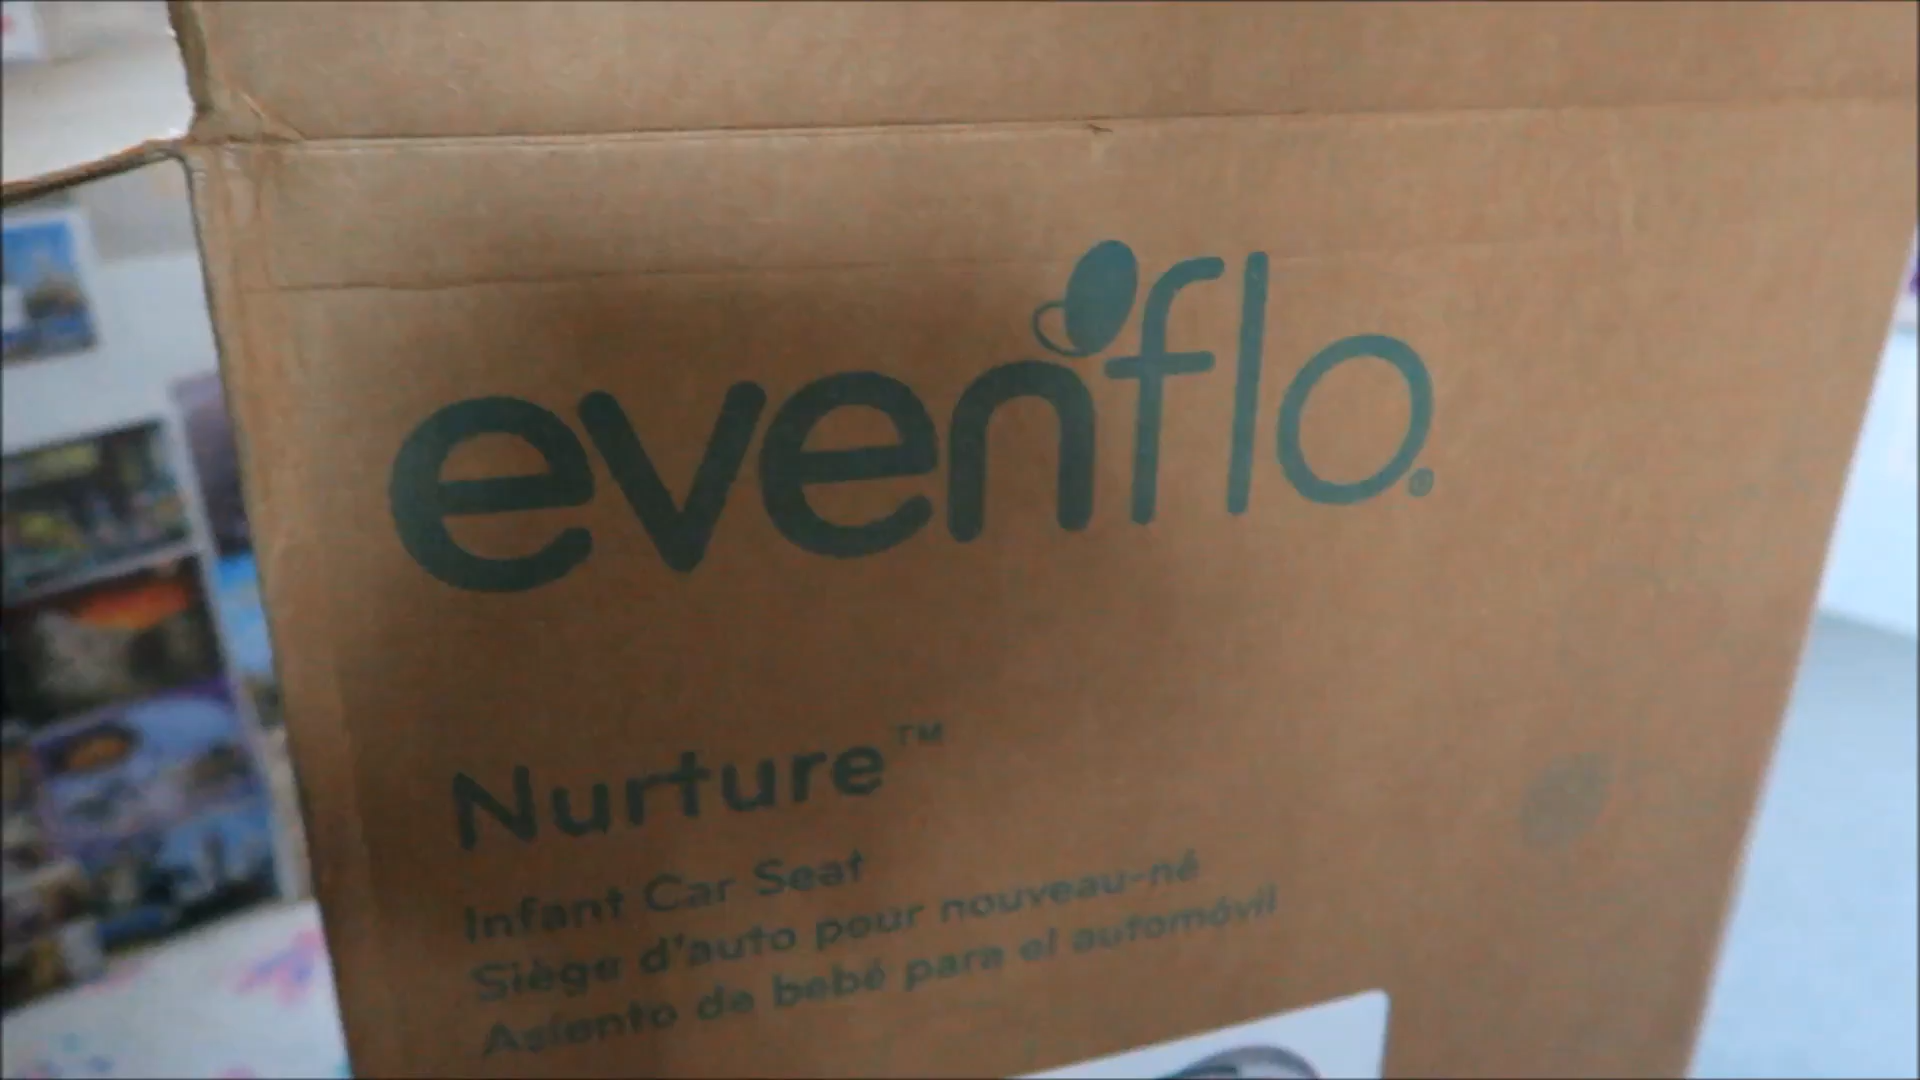 evenflo®
Nurture™
Infant Car Seat
Siège d'auto pour nouveau-né
Asiento de bebé para el automóvil